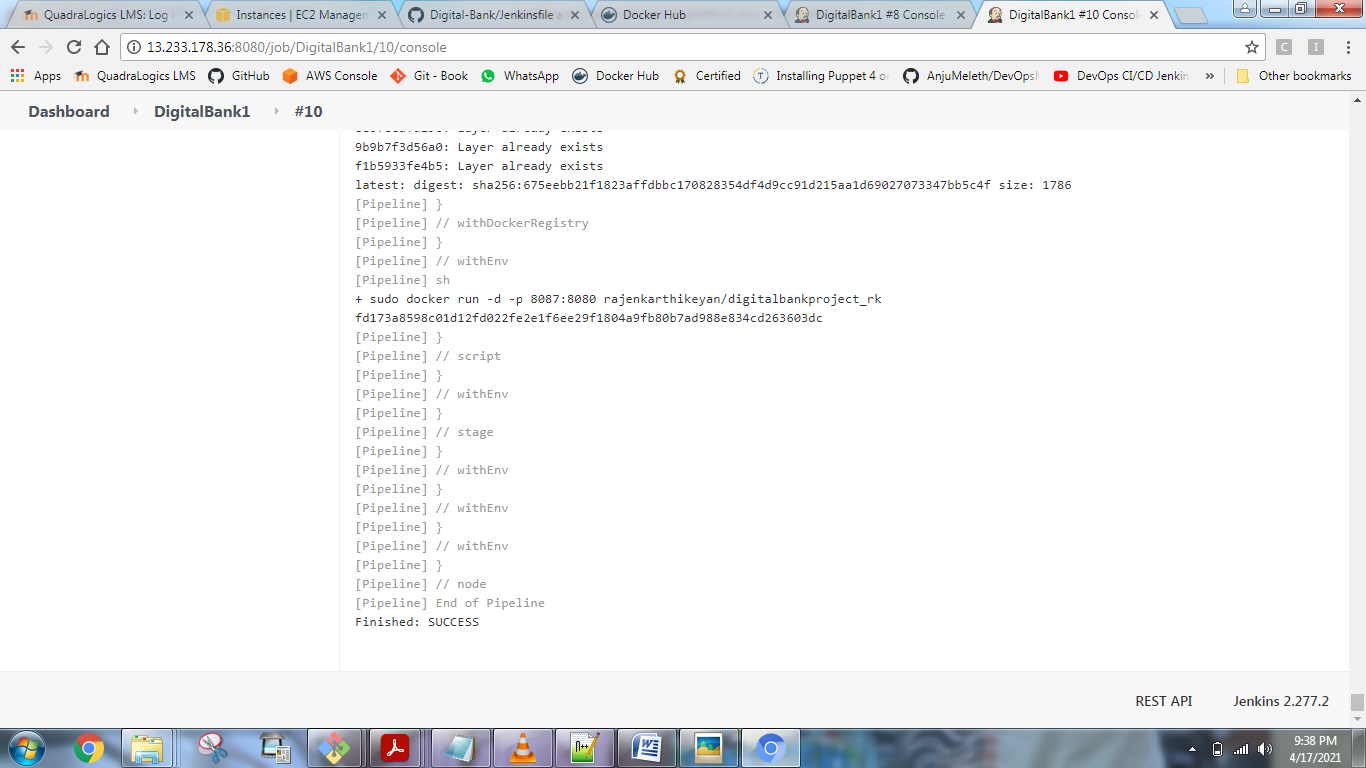 QuadraLogics LMS: Log i
Instances | EC2 Managem
Digital-Bank/Jenkinsfile a
Docker Hub
DigitalBank1 #8 Console
DigitalBank1 #10 Consol
13.233.178.36:8080/job/DigitalBank1/10/console
C
I
Apps
QuadraLogics LMS
GitHub
AWS Console
Git - Book
WhatsApp
Docker Hub
Certified
Installing Puppet 4 o
AnjuMeleth/DevOps
DevOps CI/CD Jenkin
»
Other bookmarks
Dashboard
DigitalBank1
#10
9b9b7f3d56a0: Layer already exists
f1b5933fe4b5: Layer already exists
latest: digest: sha256:675eebb21f1823affdbbc170828354df4d9cc91d215aa1d69027073347bb5c4f size: 1786
[Pipeline] }
[Pipeline] // withDockerRegistry
[Pipeline] }
[Pipeline] // withEnv
[Pipeline] sh
+ sudo docker run -d -p 8087:8080 rajenkarthikeyan/digitalbankproject_rk
fd173a8598c01d12fd022fe2e1f6ee29f1804a9fb80b7ad988e834cd263603dc
[Pipeline] }
[Pipeline] // script
[Pipeline] }
[Pipeline] // withEnv
[Pipeline] }
[Pipeline] // stage
[Pipeline] }
[Pipeline] // withEnv
[Pipeline] }
[Pipeline] // withEnv
[Pipeline] }
[Pipeline] // withEnv
[Pipeline] }
[Pipeline] // node
[Pipeline] End of Pipeline
Finished: SUCCESS
REST API
Jenkins 2.277.2
9:38 PM
4/17/2021